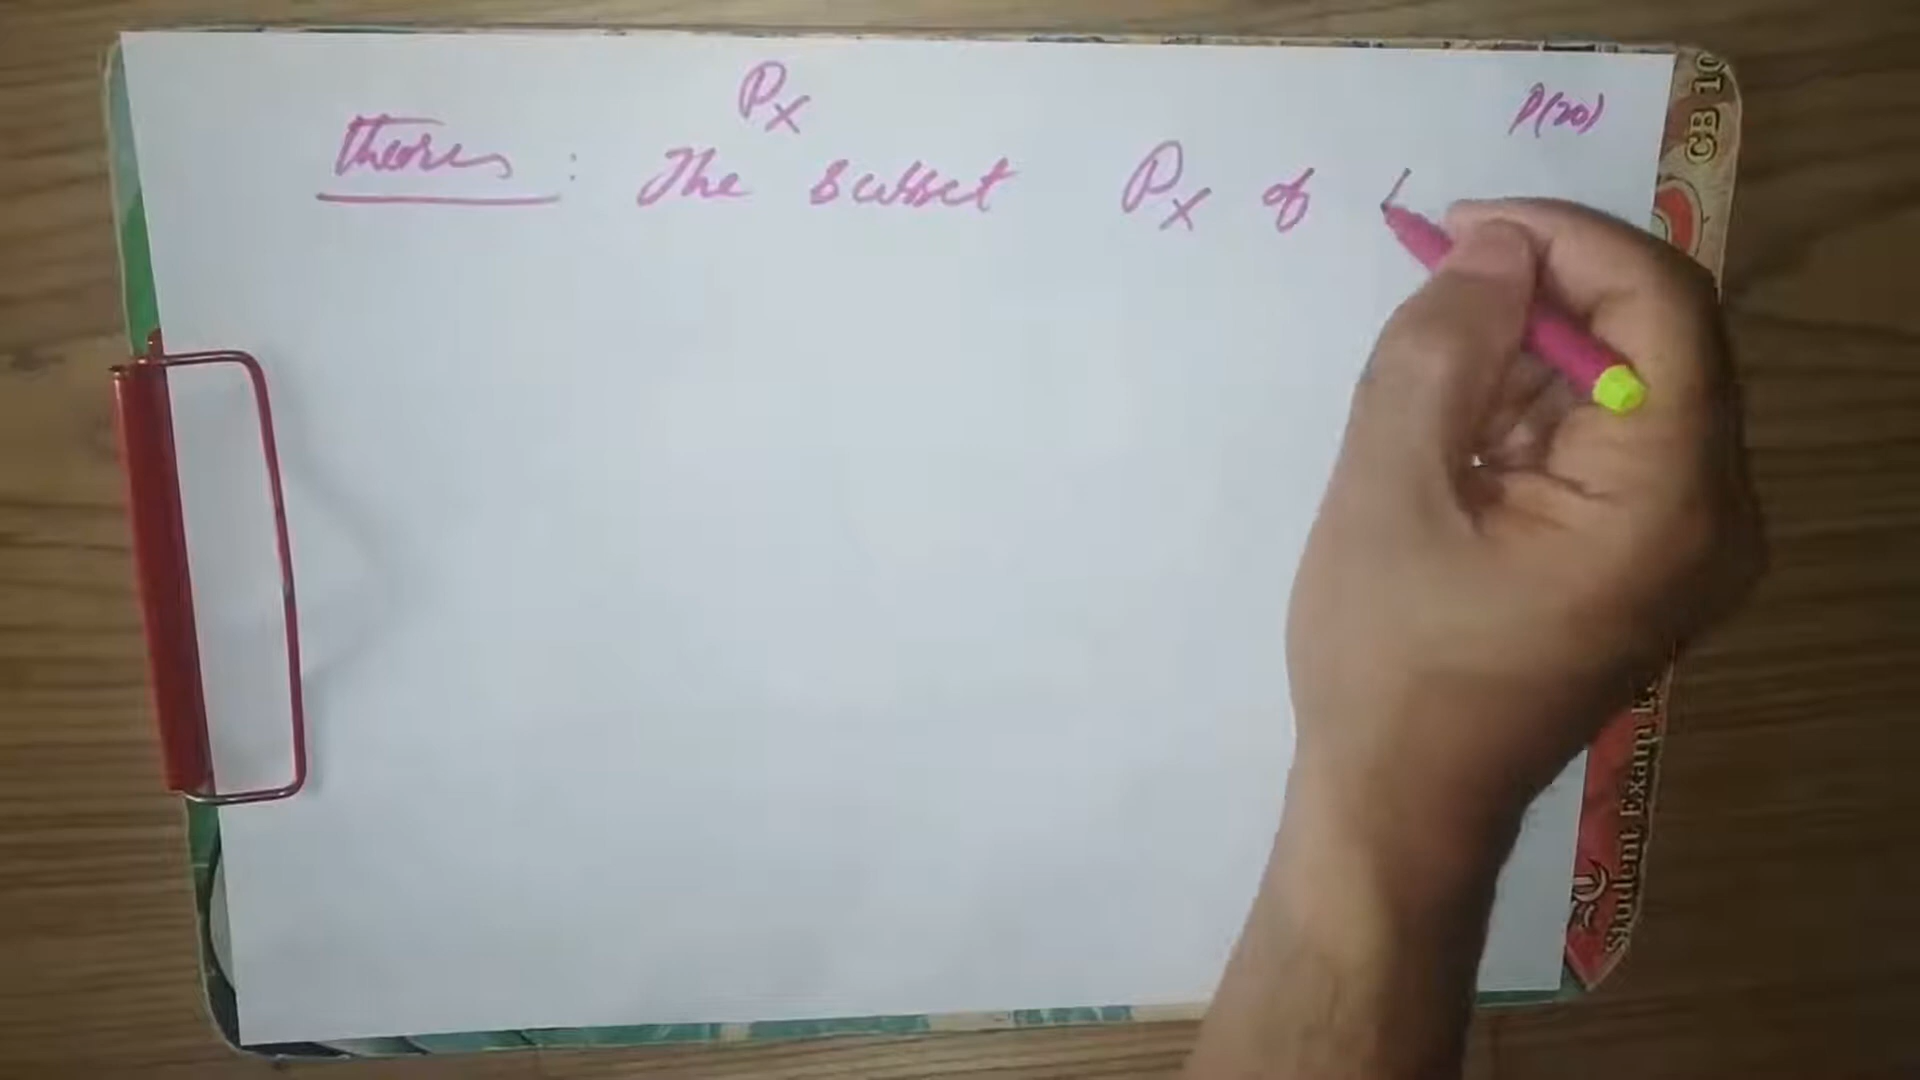 Pₓ
P(20)
Theorem : The subset Pₓ of
CB 10
Student Exam